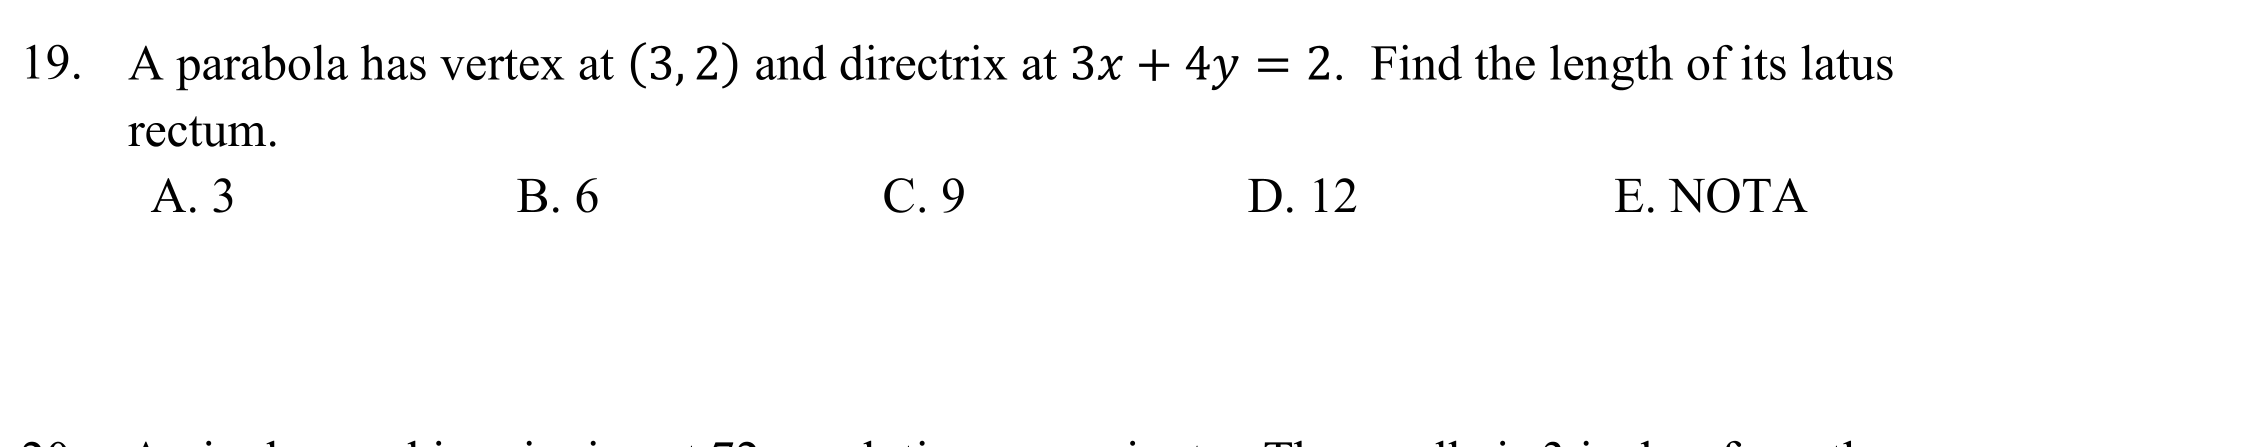 19. A parabola has vertex at (3, 2) and directrix at 3x + 4y = 2. Find the length of its latus
rectum.
A. 3 B. 6 C. 9 D. 12 E. NOTA